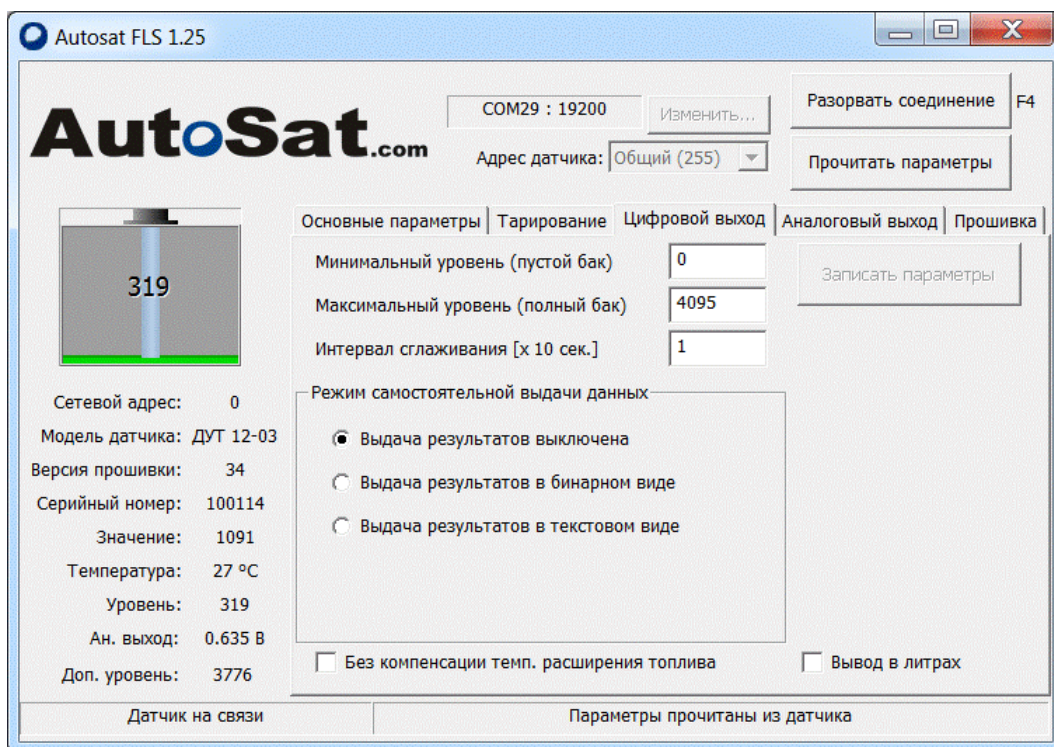 Autosat FLS 1.25
AutoSat.com
COM29 : 19200
Изменить...
Адрес датчика: Общий (255)
Разорвать соединение F4
Прочитать параметры
Основные параметры Тарирование Цифровой выход Аналоговый выход Прошивка
319
Минимальный уровень (пустой бак) 0
Максимальный уровень (полный бак) 4095
Интервал сглаживания [x 10 сек.] 1
Записать параметры
Режим самостоятельной выдачи данных
Выдача результатов выключена
Выдача результатов в бинарном виде
Выдача результатов в текстовом виде
Без компенсации темп. расширения топлива
Вывод в литрах
Сетевой адрес: 0
Модель датчика: ДУТ 12-03
Версия прошивки: 34
Серийный номер: 100114
Значение: 1091
Температура: 27 ºC
Уровень: 319
Ан. выход: 0.635 В
Доп. уровень: 3776
Датчик на связи
Параметры прочитаны из датчика